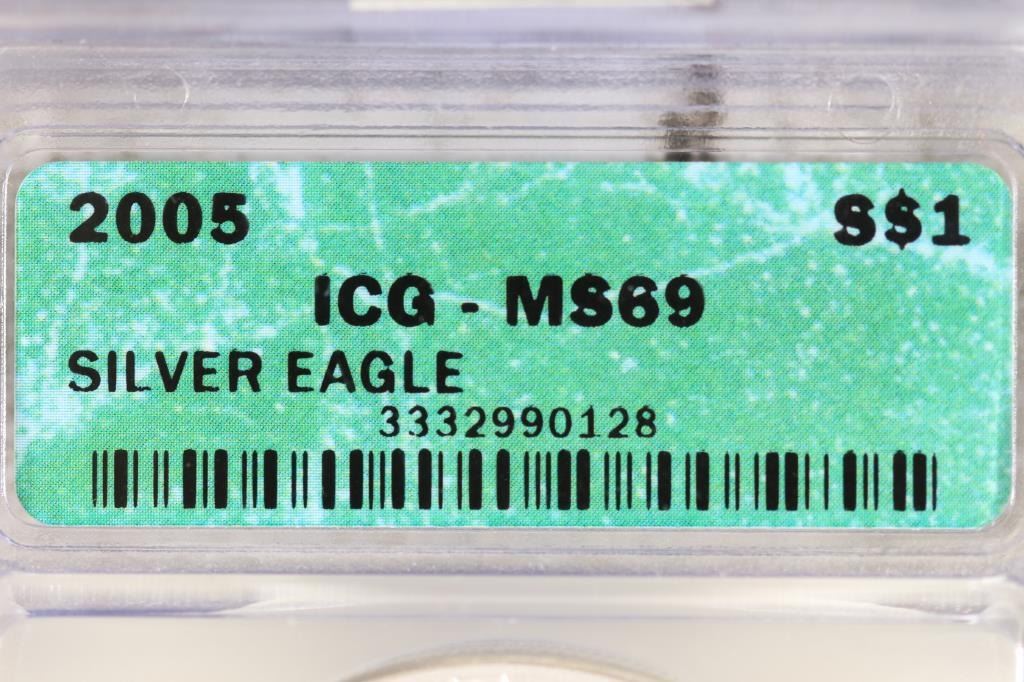 2005 S$1
ICG - MS69
SILVER EAGLE
3332990128